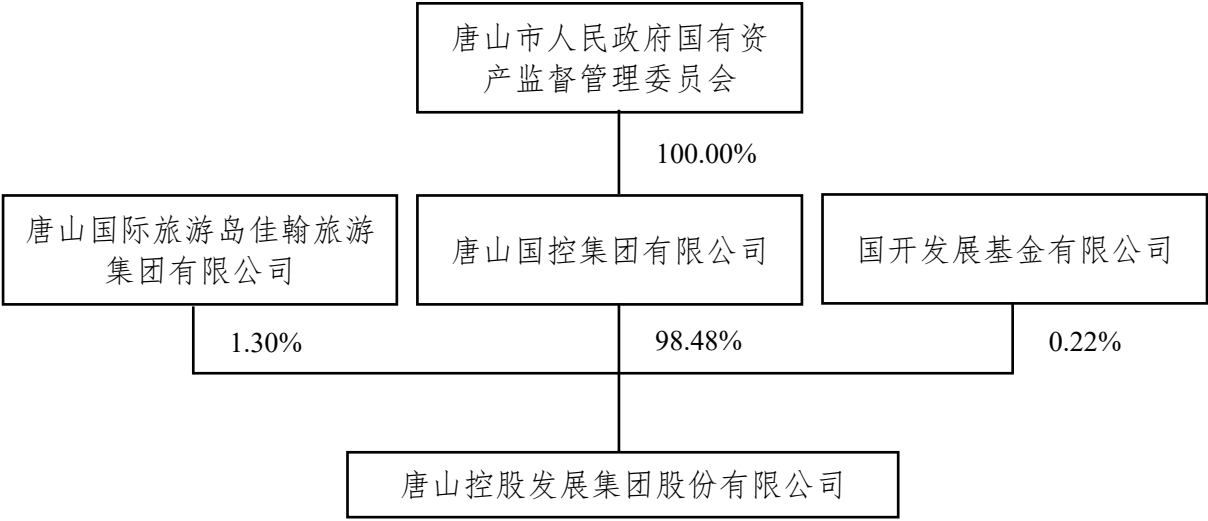 唐山市人民政府国有资
产监督管理委员会
100.00%
唐山国际旅游岛佳翰旅游
集团有限公司
唐山国控集团有限公司
国开发展基金有限公司
1.30%
98.48%
0.22%
唐山控股发展集团股份有限公司